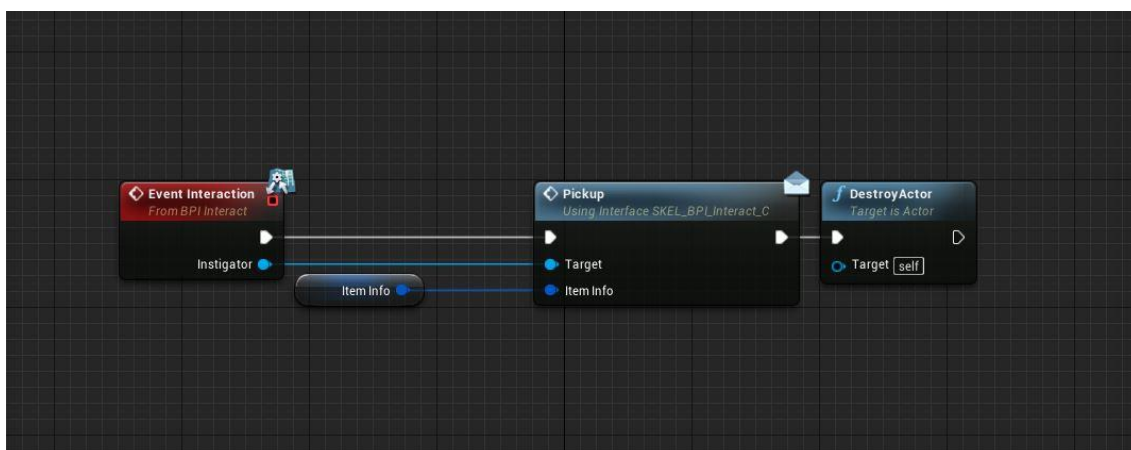 Event Interaction
From BPI Interact
Instigator
Item Info
Pickup
Using Interface SKEL_BPI_Interact_C
Target
Item Info
DestroyActor
Target is Actor
Target self